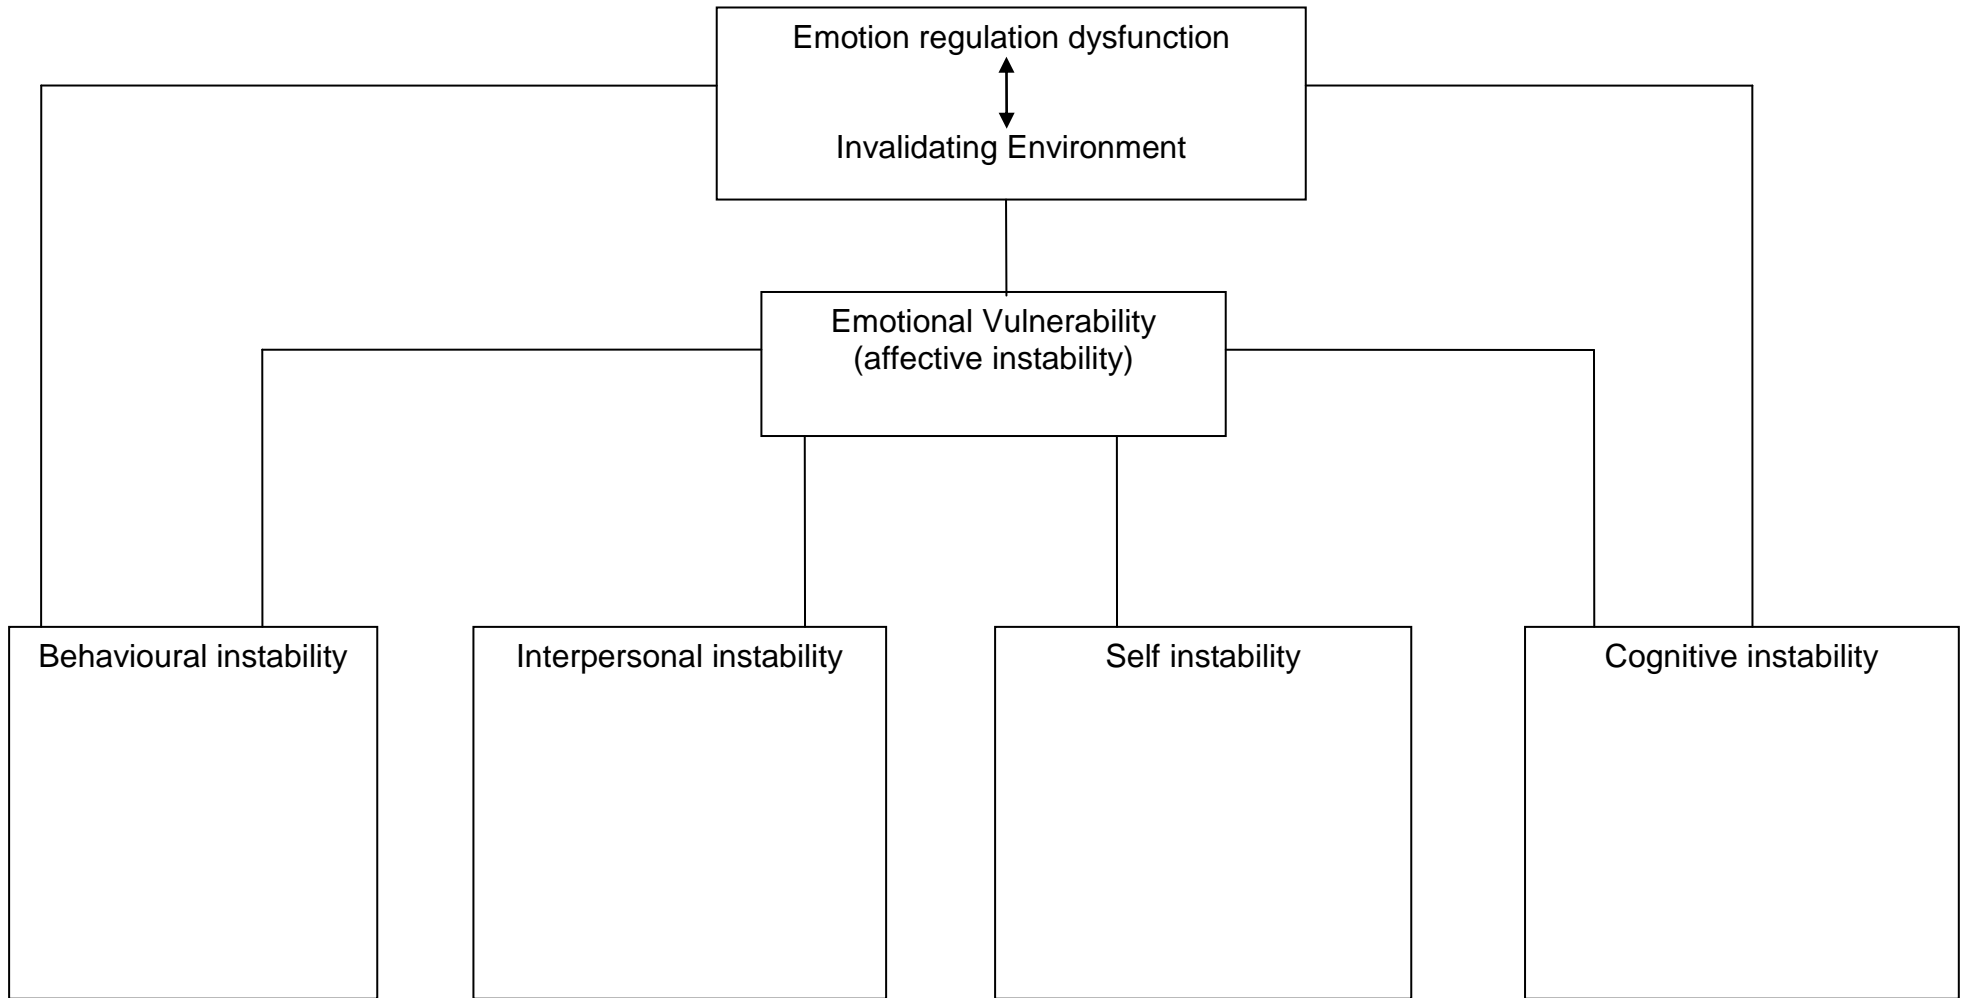 Emotion regulation dysfunction
Invalidating Environment
Emotional Vulnerability
(affective instability)
Behavioural instability
Interpersonal instability
Self instability
Cognitive instability